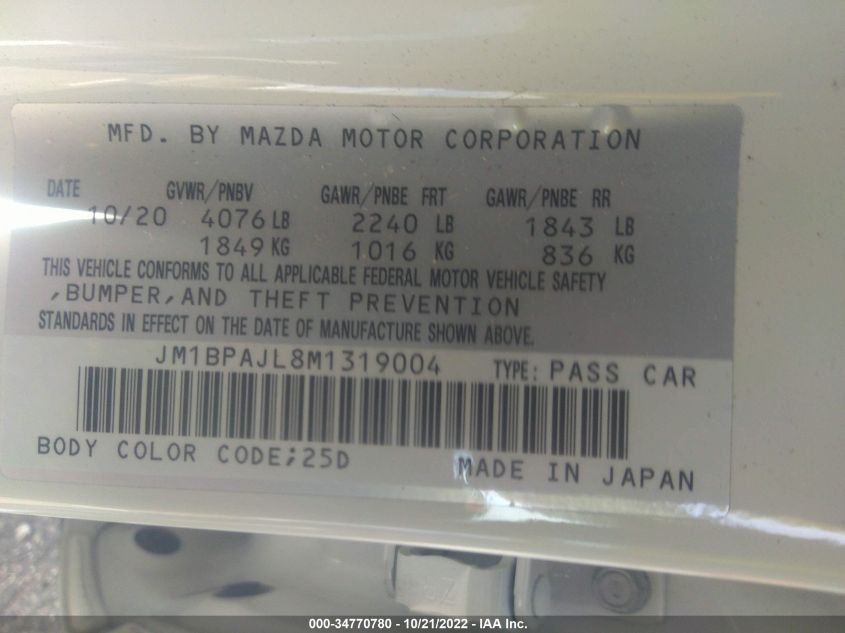 MFD. BY MAZDA MOTOR CORPORATION
DATE GVWR/PNBV GAWR/PNBE FRT GAWR/PNBE RR
10/20 4076 LB 2240 LB 1843 LB
1849 KG 1016 KG 836 KG
THIS VEHICLE CONFORMS TO ALL APPLICABLE FEDERAL MOTOR VEHICLE SAFETY
,BUMPER,AND THEFT PREVENTION
STANDARDS IN EFFECT ON THE DATE OF MANUFACTURE SHOWN ABOVE.
JM1BPAJL8M1319004 TYPE: PASS CAR
BODY COLOR CODE;25D MADE IN JAPAN
000-34770780 - 10/21/2022 - IAA Inc.